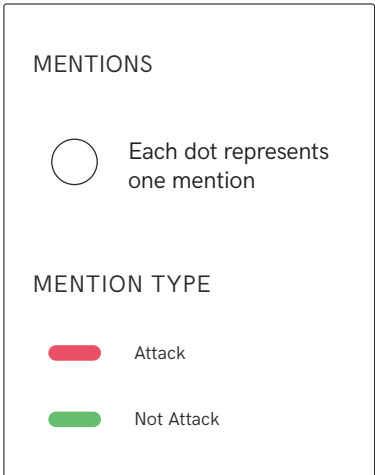 MENTIONS
Each dot represents
one mention
MENTION TYPE
Attack
Not Attack